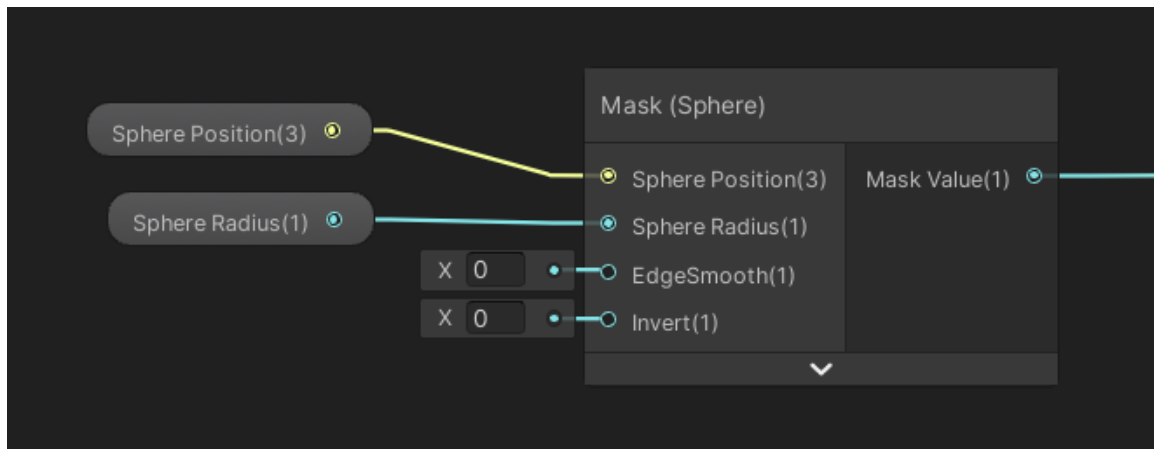 Mask (Sphere)
Sphere Position(3)
Sphere Position(3)
Mask Value(1)
Sphere Radius(1)
Sphere Radius(1)
X 0
EdgeSmooth(1)
X 0
Invert(1)